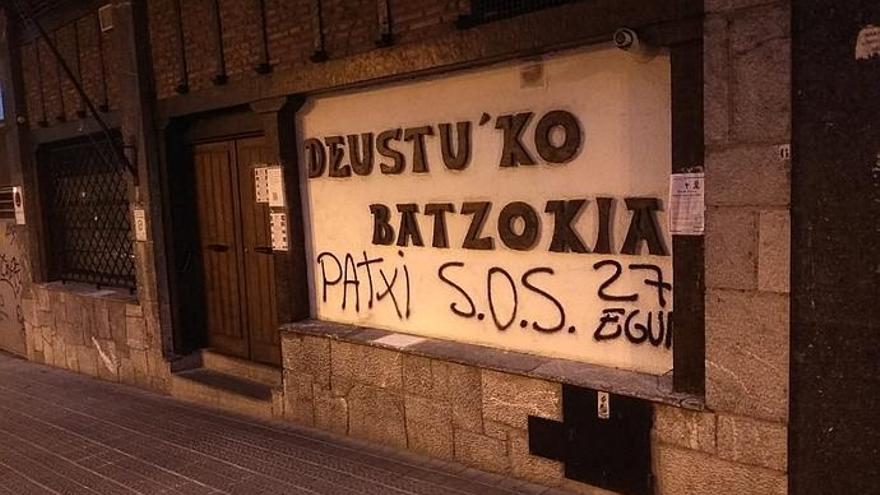 DEUSTU'KO
BATZOKIA
PATXI S.O.S. 27
EGUN